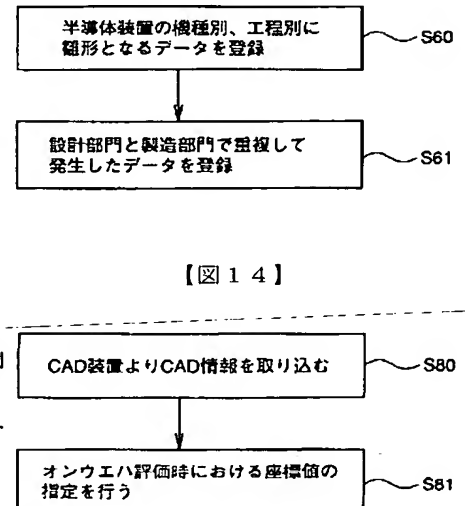 半導体装置の機種別、工程別に
雛形となるデータを登録
S60
設計部門と製造部門で重複して
発生したデータを登録
S61
【図14】
CAD装置よりCAD情報を取り込む
S80
オンウエハ評価時における座標値の
指定を行う
S81